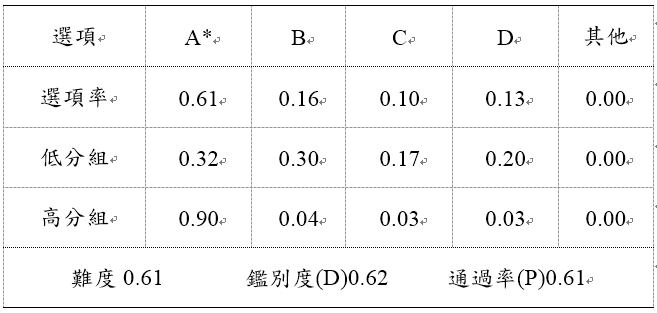 選項 A* B C D 其他
選項率 0.61 0.16 0.10 0.13 0.00
低分組 0.32 0.30 0.17 0.20 0.00
高分組 0.90 0.04 0.03 0.03 0.00
難度 0.61 鑑別度(D)0.62 通過率(P)0.61